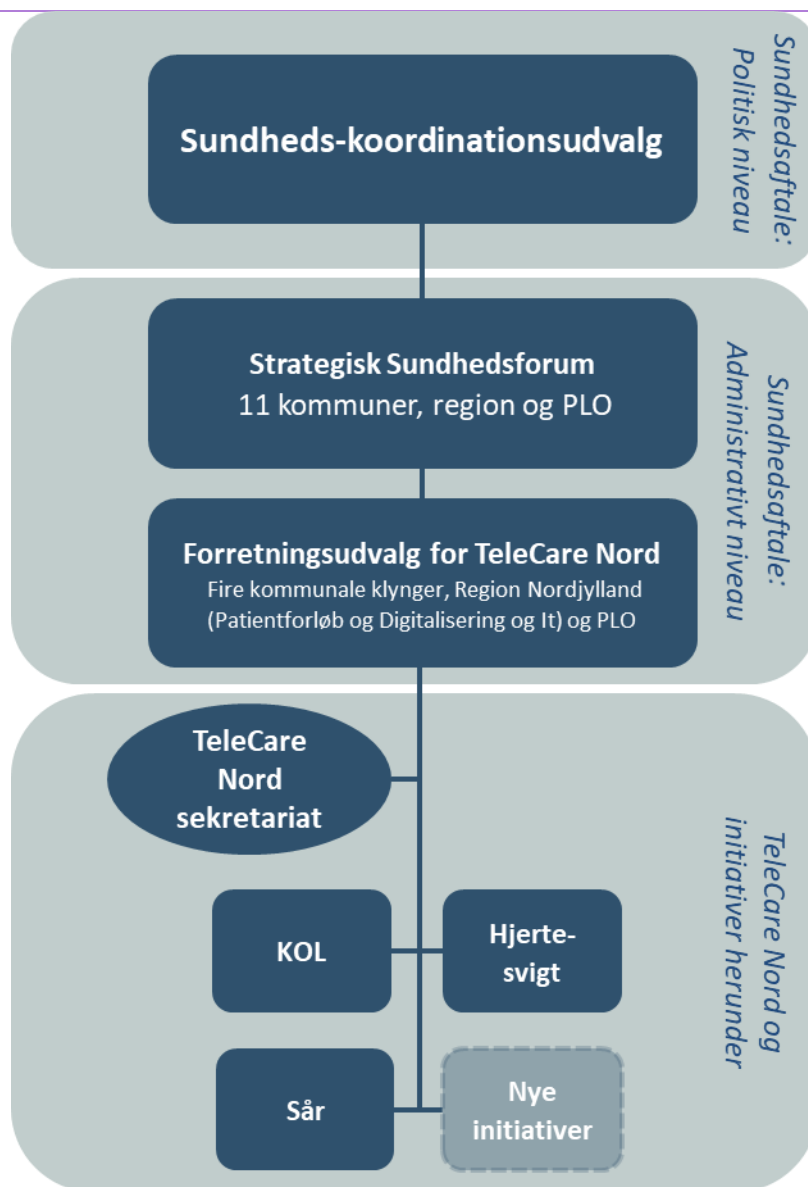 Sundheds-koordinationsudvalg
Sundhedsaftale:
Politisk niveau
Strategisk Sundhedsforum
11 kommuner, region og PLO
Forretningsudvalg for TeleCare Nord
Fire kommunale klynger, Region Nordjylland
(Patientforløb og Digitalisering og It) og PLO
Sundhedsaftale:
Administrativt niveau
TeleCare
Nord
sekretariat
KOL
Hjerte-
svigt
Sår
Nye
initiativer
TeleCare Nord og
initiativer herunder